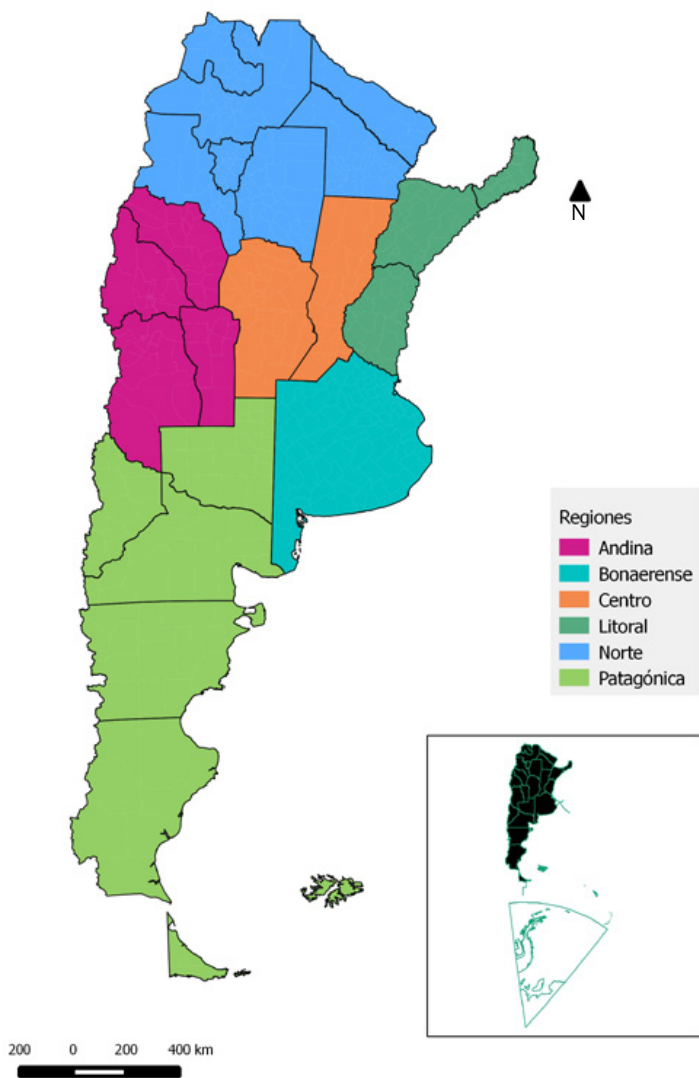 N
Regiones
Andina
Bonaerense
Centro
Litoral
Norte
Patagónica
200 0 200 400 km